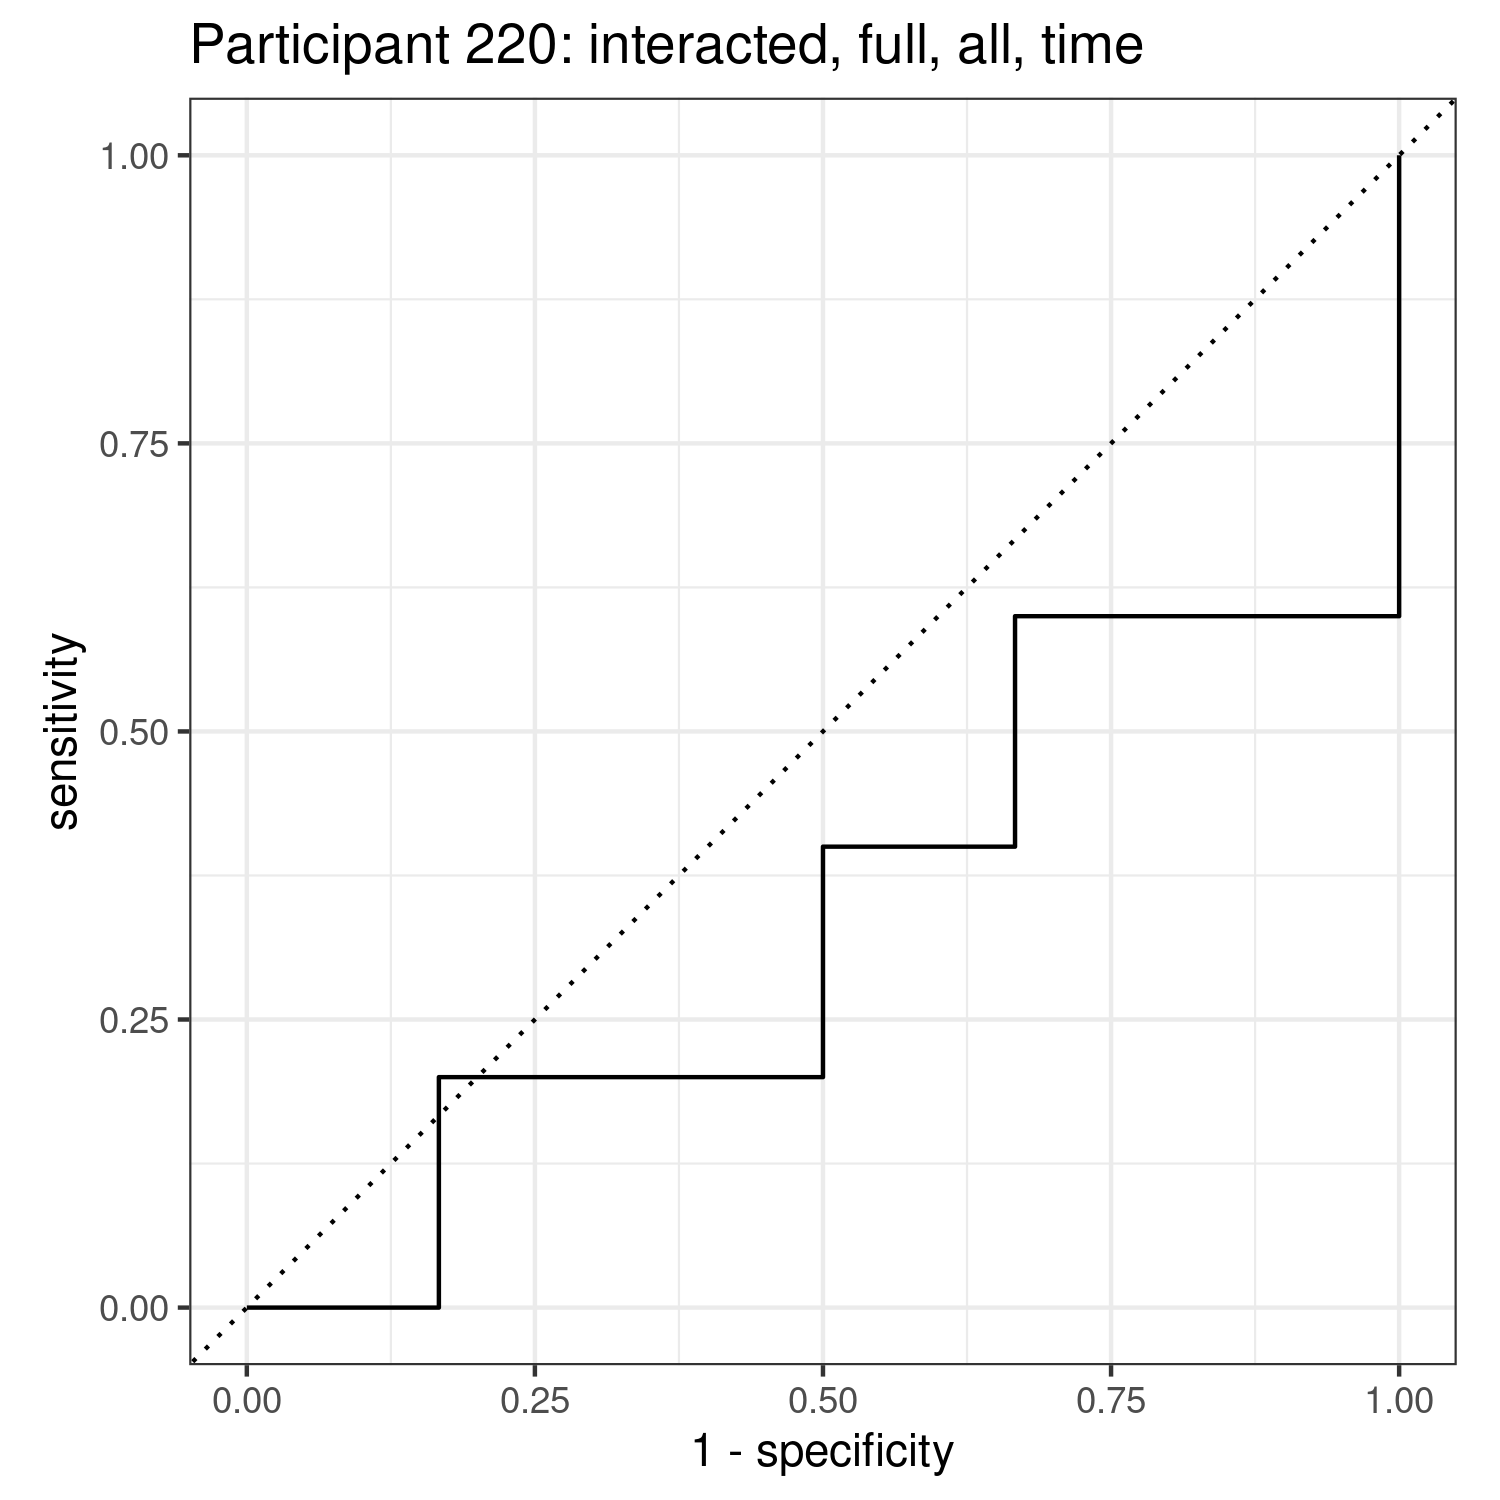 Participant 220: interacted, full, all, time
1.00
0.75
0.50
0.25
0.00
sensitivity
0.00 0.25 0.50 0.75 1.00
1 - specificity